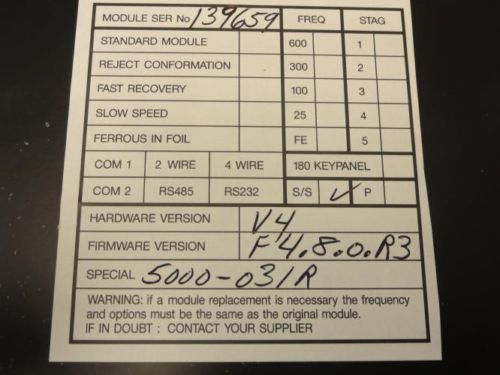 MODULE SER No 139659 FREQ STAG
STANDARD MODULE 600 1
REJECT CONFORMATION 300 2
FAST RECOVERY 100 3
SLOW SPEED 25 4
FERROUS IN FOIL FE 5
COM 1 2 WIRE 4 WIRE 180 KEYPANEL
COM 2 RS485 RS232 S/S ✓ P
HARDWARE VERSION V4
FIRMWARE VERSION F4.8.0.R3
SPECIAL 5000-031R
WARNING: if a module replacement is necessary the frequency
and options must be the same as the original module.
IF IN DOUBT : CONTACT YOUR SUPPLIER